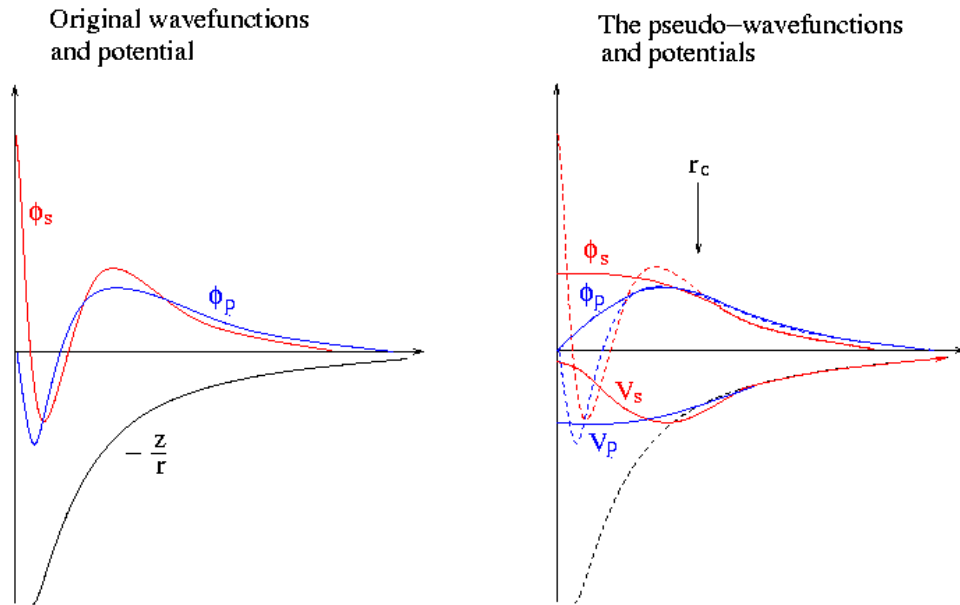 Original wavefunctions
and potential
ϕs
ϕp
− z/r
The pseudo−wavefunctions
and potentials
rc
ϕs
ϕp
Vs
Vp